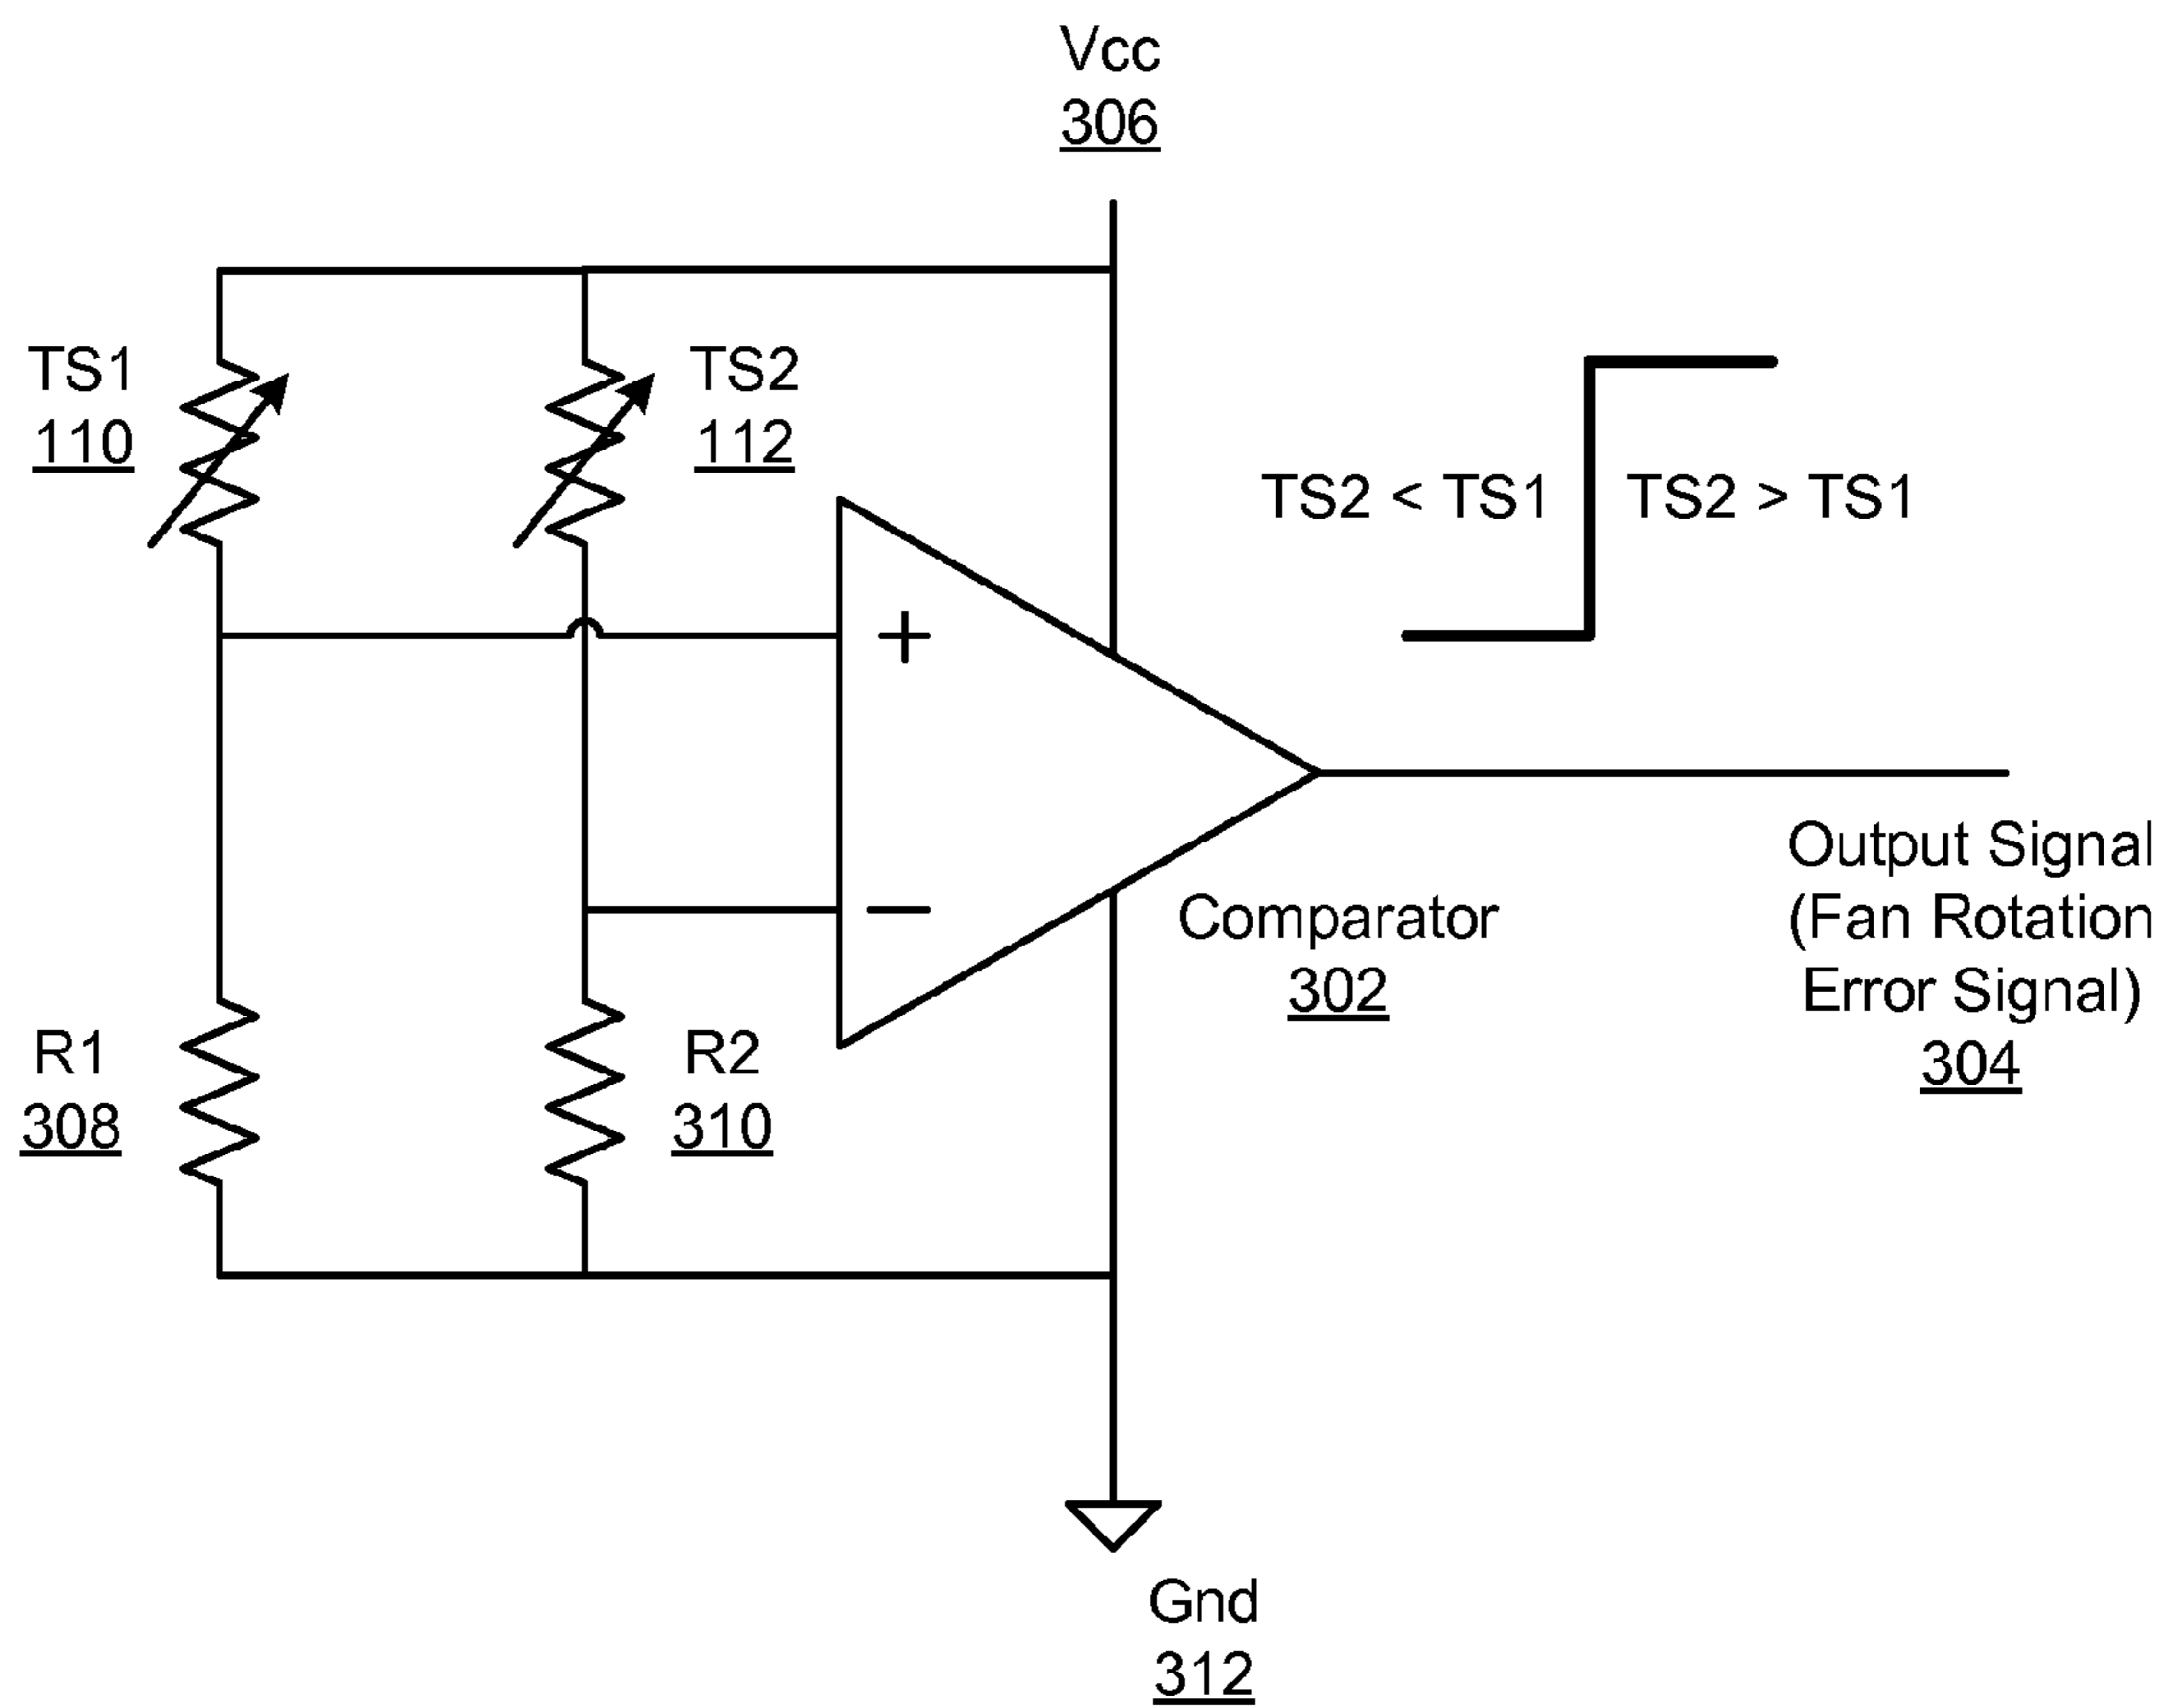 Vcc
306
TS1
110
TS2
112
TS2 < TS1
TS2 > TS1
+
−
Comparator
302
Output Signal
(Fan Rotation
Error Signal)
304
R1
308
R2
310
Gnd
312